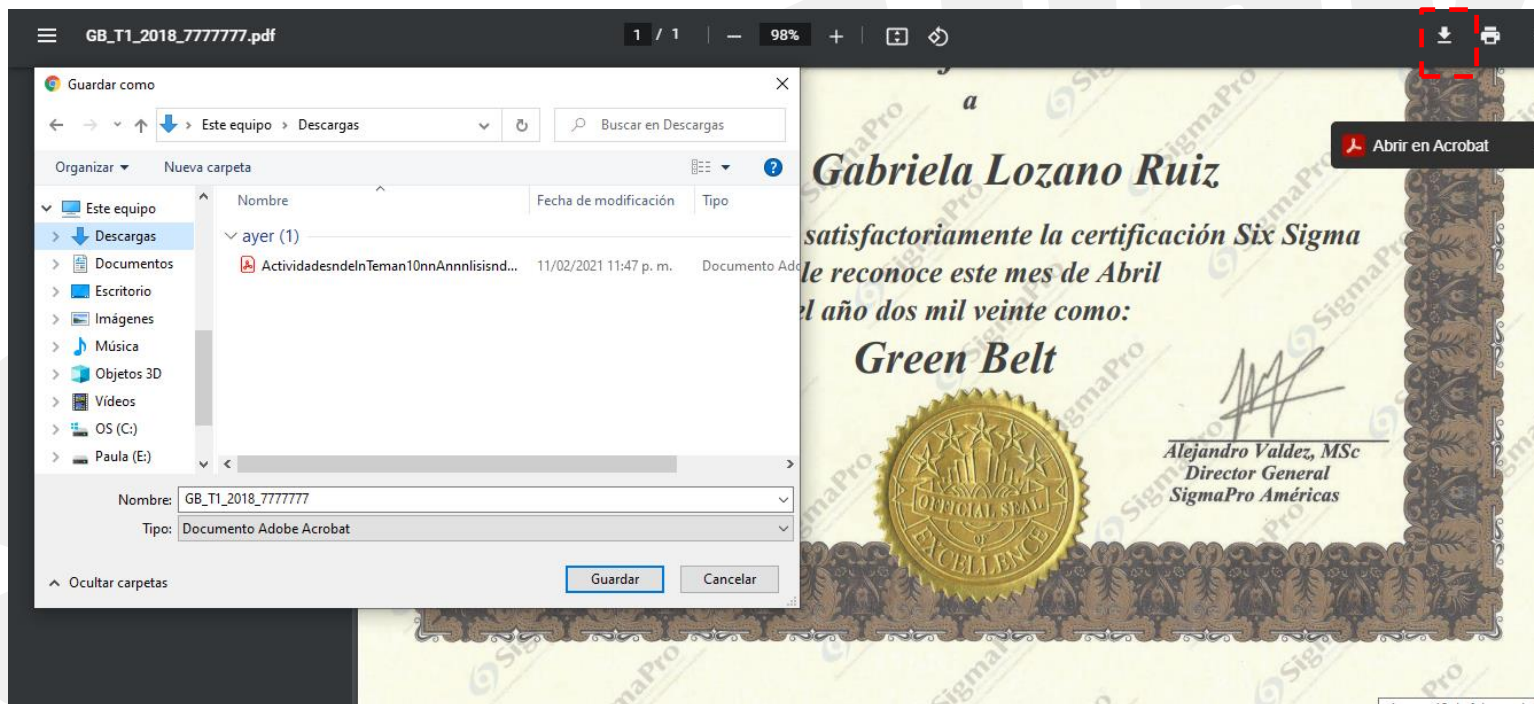 GB_T1_2018_7777777.pdf
1 / 1
98%
Guardar como
Este equipo > Descargas
Buscar en Descargas
Organizar
Nueva carpeta
Nombre
Fecha de modificación
Tipo
Este equipo
Descargas
Documentos
Escritorio
Imágenes
Música
Objetos 3D
Vídeos
OS (C:)
Paula (E:)
ayer (1)
ActividadesndelnTeman10nnAnnnlisisnd... 11/02/2021 11:47 p. m. Documento Ado
Nombre: GB_T1_2018_7777777
Tipo: Documento Adobe Acrobat
Ocultar carpetas
Guardar
Cancelar
Abrir en Acrobat
a
Gabriela Lozano Ruiz
satisfactoriamente la certificación Six Sigma
le reconoce este mes de Abril
el año dos mil veinte como:
Green Belt
OFFICIAL SEAL
OF
EXCELLENCE
Alejandro Valdez, MSc
Director General
SigmaPro Américas
SigmaPro